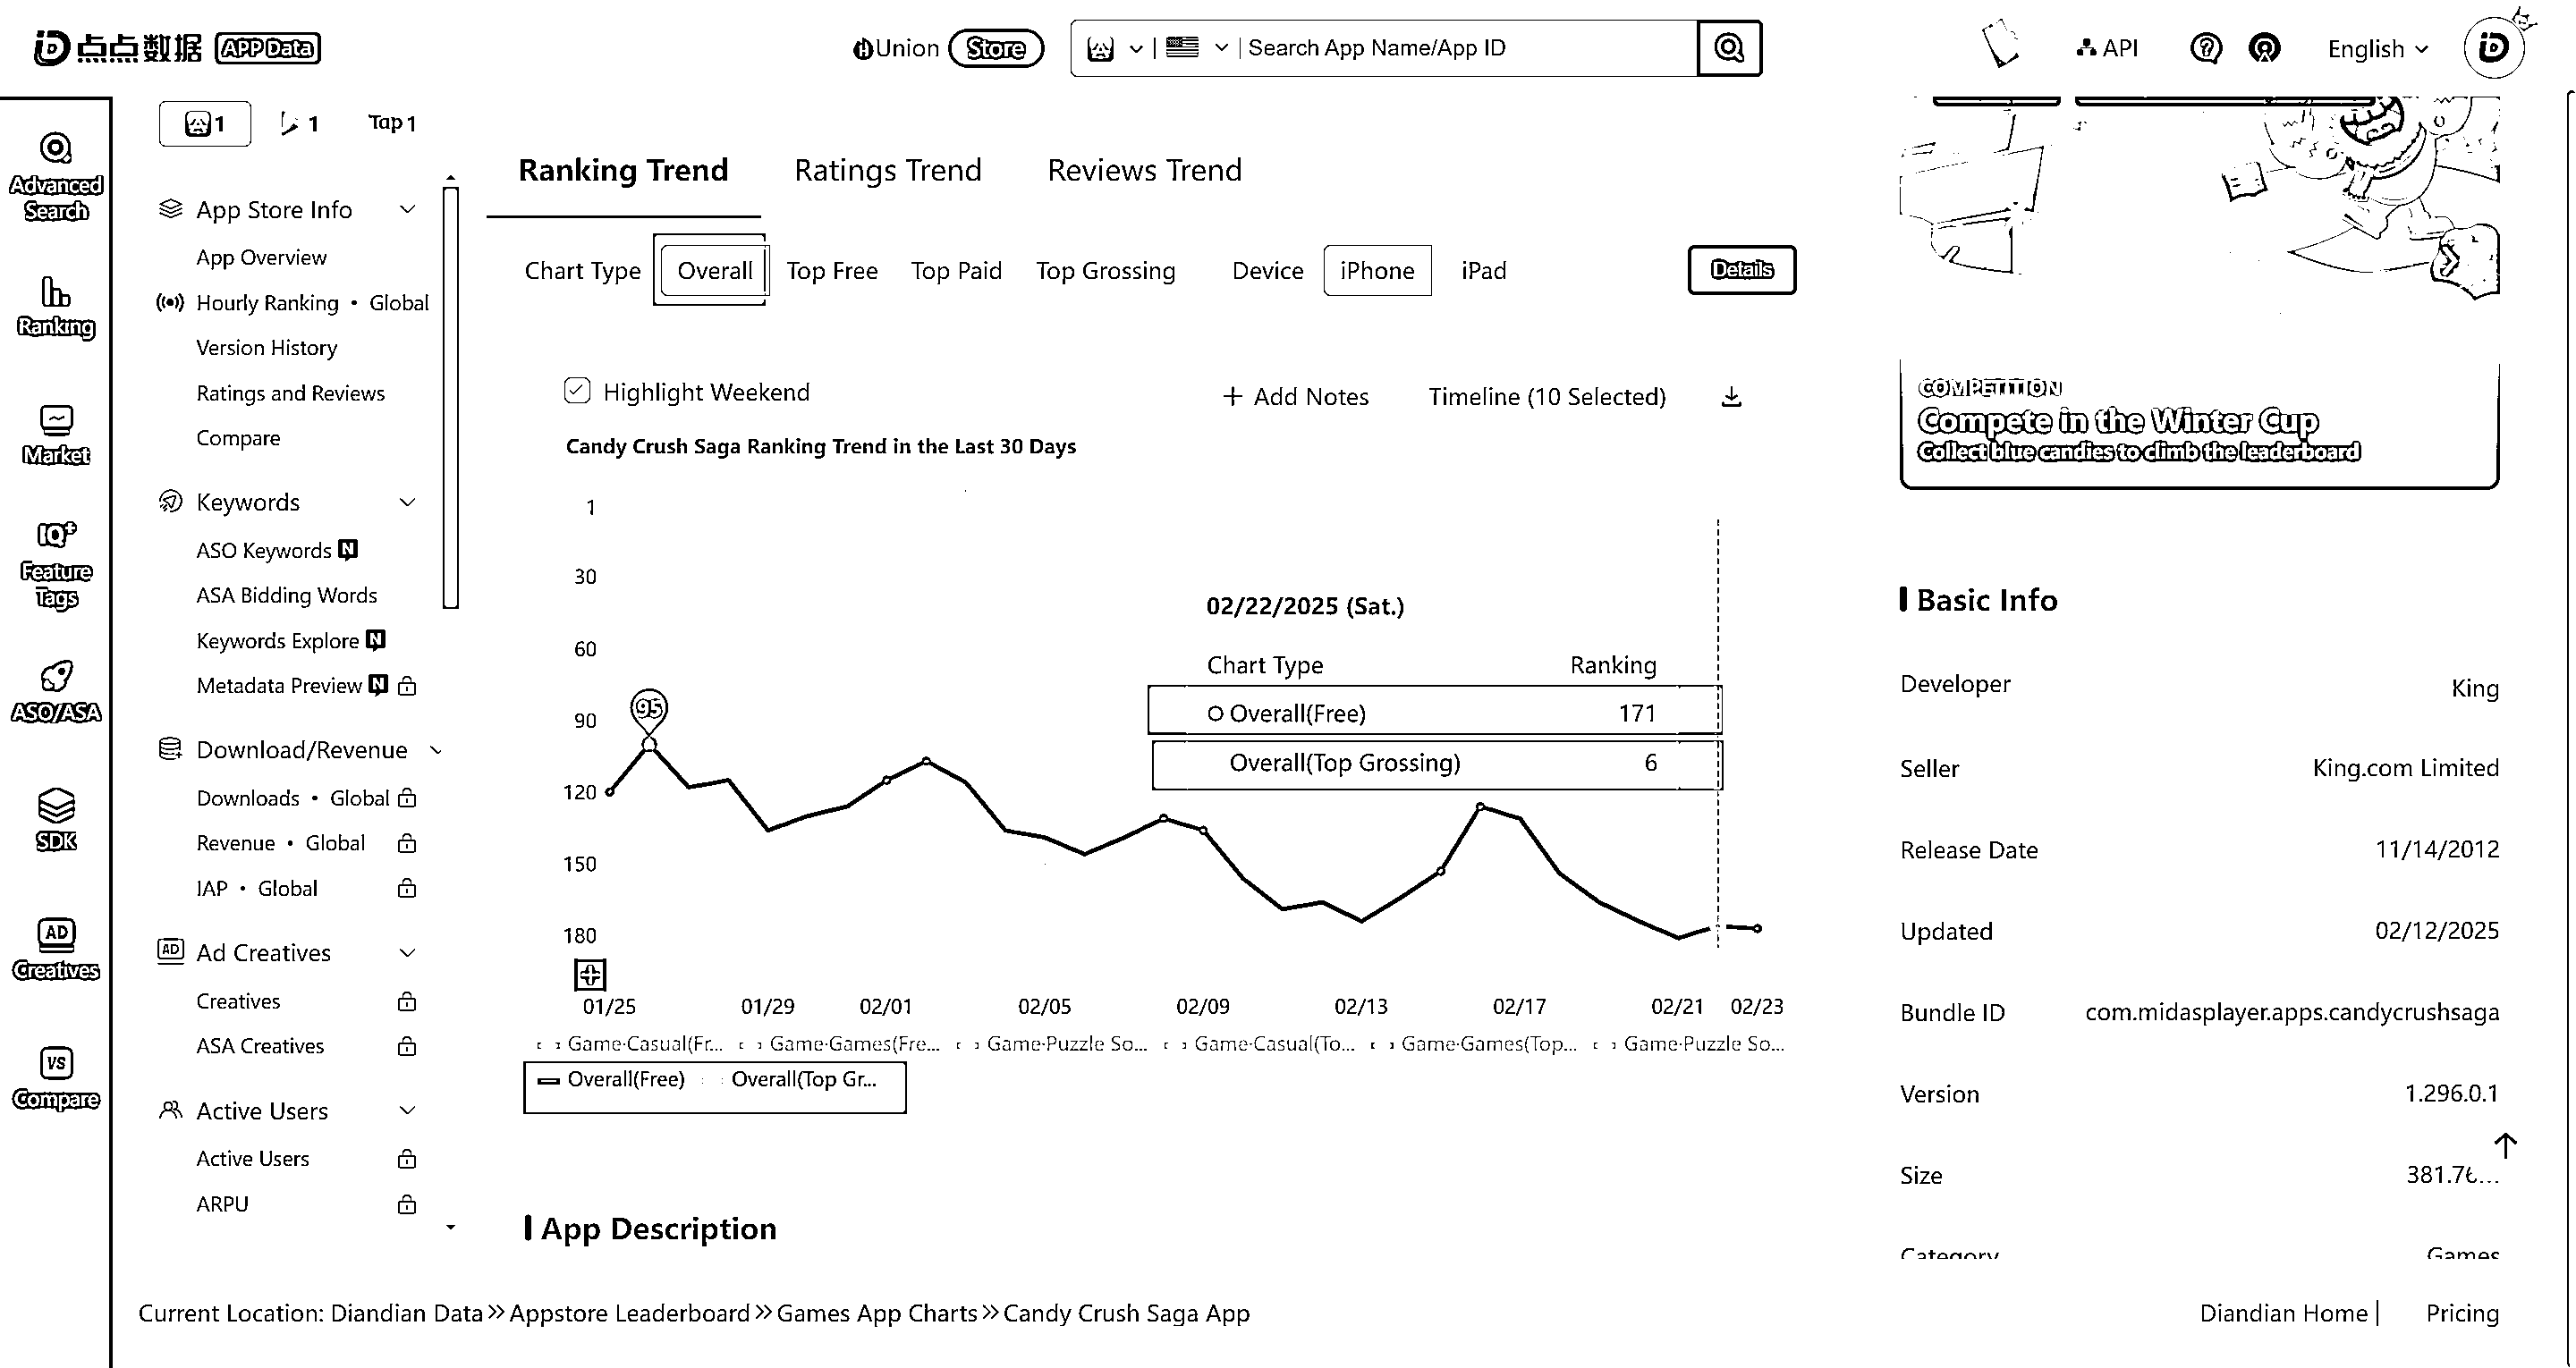 点点数据 APP Data
Union Store
Search App Name/App ID
API
English
Advanced
Search
Ranking
Market
IQ+
Feature
Tags
ASO/ASA
SDK
AD
Creatives
VS
Compare
1 1 Tap 1
App Store Info
App Overview
Hourly Ranking • Global
Version History
Ratings and Reviews
Compare
Keywords
ASO Keywords N
ASA Bidding Words
Keywords Explore N
Metadata Preview N
Download/Revenue
Downloads • Global
Revenue • Global
IAP • Global
AD Ad Creatives
Creatives
ASA Creatives
Active Users
Active Users
ARPU
Ranking Trend Ratings Trend Reviews Trend
Chart Type Overall Top Free Top Paid Top Grossing Device iPhone iPad Details
Highlight Weekend
+ Add Notes Timeline (10 Selected)
Candy Crush Saga Ranking Trend in the Last 30 Days
1
30
60
90
120
150
180
95
02/22/2025 (Sat.)
Chart Type Ranking
Overall(Free) 171
Overall(Top Grossing) 6
01/25 01/29 02/01 02/05 02/09 02/13 02/17 02/21 02/23
Game·Casual(Fr... Game·Games(Fre... Game·Puzzle So... Game·Casual(To... Game·Games(Top... Game·Puzzle So...
Overall(Free) Overall(Top Gr...
App Description
COMPETITION
Compete in the Winter Cup
Collect blue candies to climb the leaderboard
Basic Info
Developer King
Seller King.com Limited
Release Date 11/14/2012
Updated 02/12/2025
Bundle ID com.midasplayer.apps.candycrushsaga
Version 1.296.0.1
Size 381.76...
Category Games
Current Location: Diandian Data»Appstore Leaderboard»Games App Charts»Candy Crush Saga App
Diandian Home | Pricing